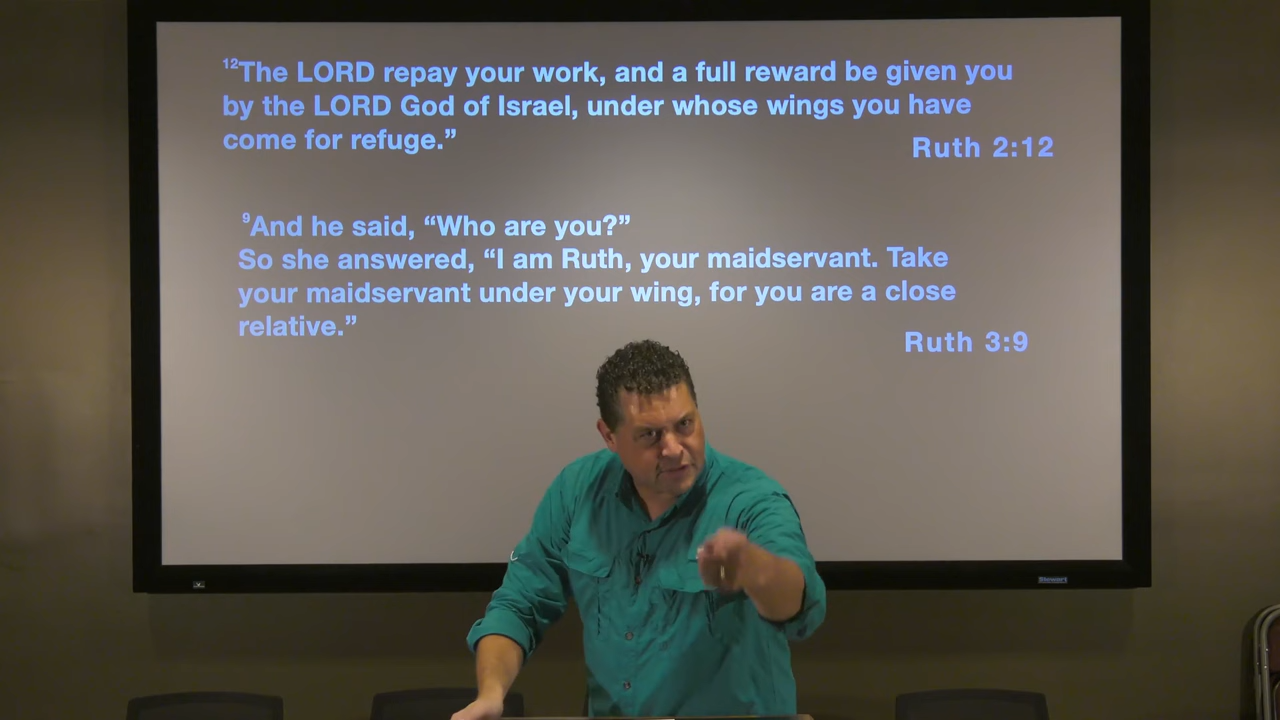 ¹²The LORD repay your work, and a full reward be given you
by the LORD God of Israel, under whose wings you have
come for refuge.”
Ruth 2:12
⁹And he said, “Who are you?”
So she answered, “I am Ruth, your maidservant. Take
your maidservant under your wing, for you are a close
relative.”
Ruth 3:9
Stewart